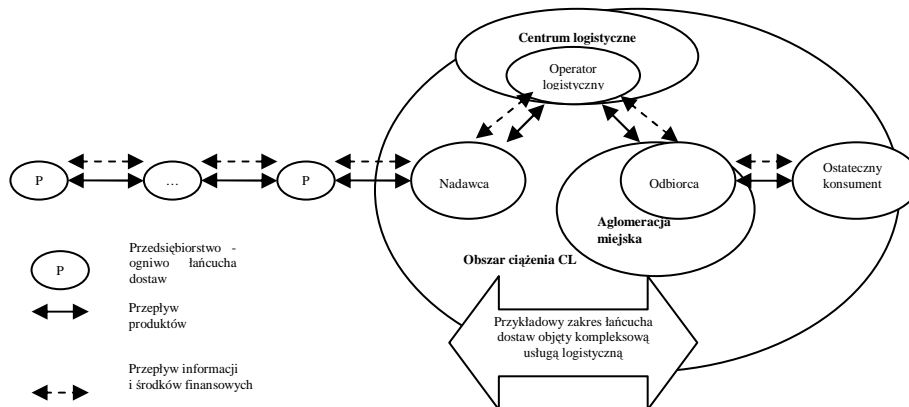 Centrum logistyczne
Operator
logistyczny
P
...
P
Nadawca
Odbiorca
Ostateczny
konsument
Aglomeracja
miejska
Obszar ciążenia CL
P
Przedsiębiorstwo -
ogniwo łańcucha
dostaw
Przepływ
produktów
Przepływ informacji
i środków finansowych
Przykładowy zakres łańcucha
dostaw objęty kompleksową
usługą logistyczną